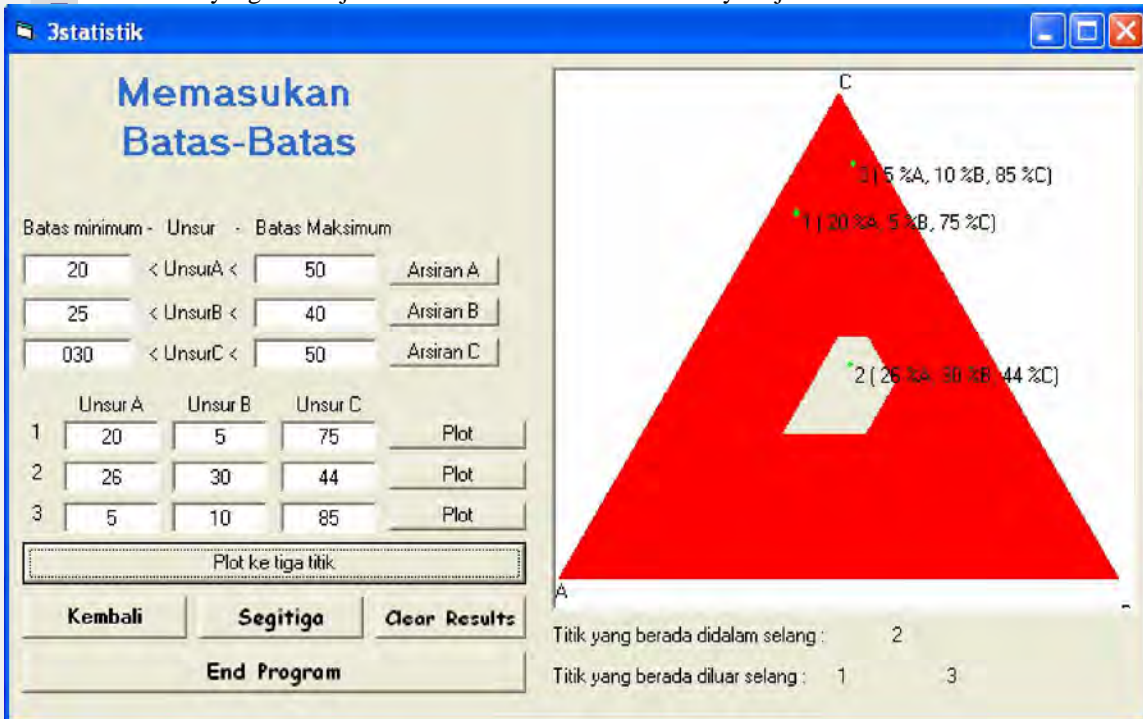 3statistik
Memasukan
Batas-Batas
Batas minimum - Unsur - Batas Maksimum
20 < UnsurA < 50 Arsiran A
25 < UnsurB < 40 Arsiran B
030 < UnsurC < 50 Arsiran C
Unsur A Unsur B Unsur C
1 20 5 75 Plot
2 26 30 44 Plot
3 5 10 85 Plot
Plot ke tiga titik
Kembali Segitiga Clear Results
End Program
C
3 ( 5 %A, 10 %B, 85 %C)
1 ( 20 %A, 5 %B, 75 %C)
2 ( 26 %A, 30 %B, 44 %C)
A
Titik yang berada didalam selang : 2
Titik yang berada diluar selang : 1 3